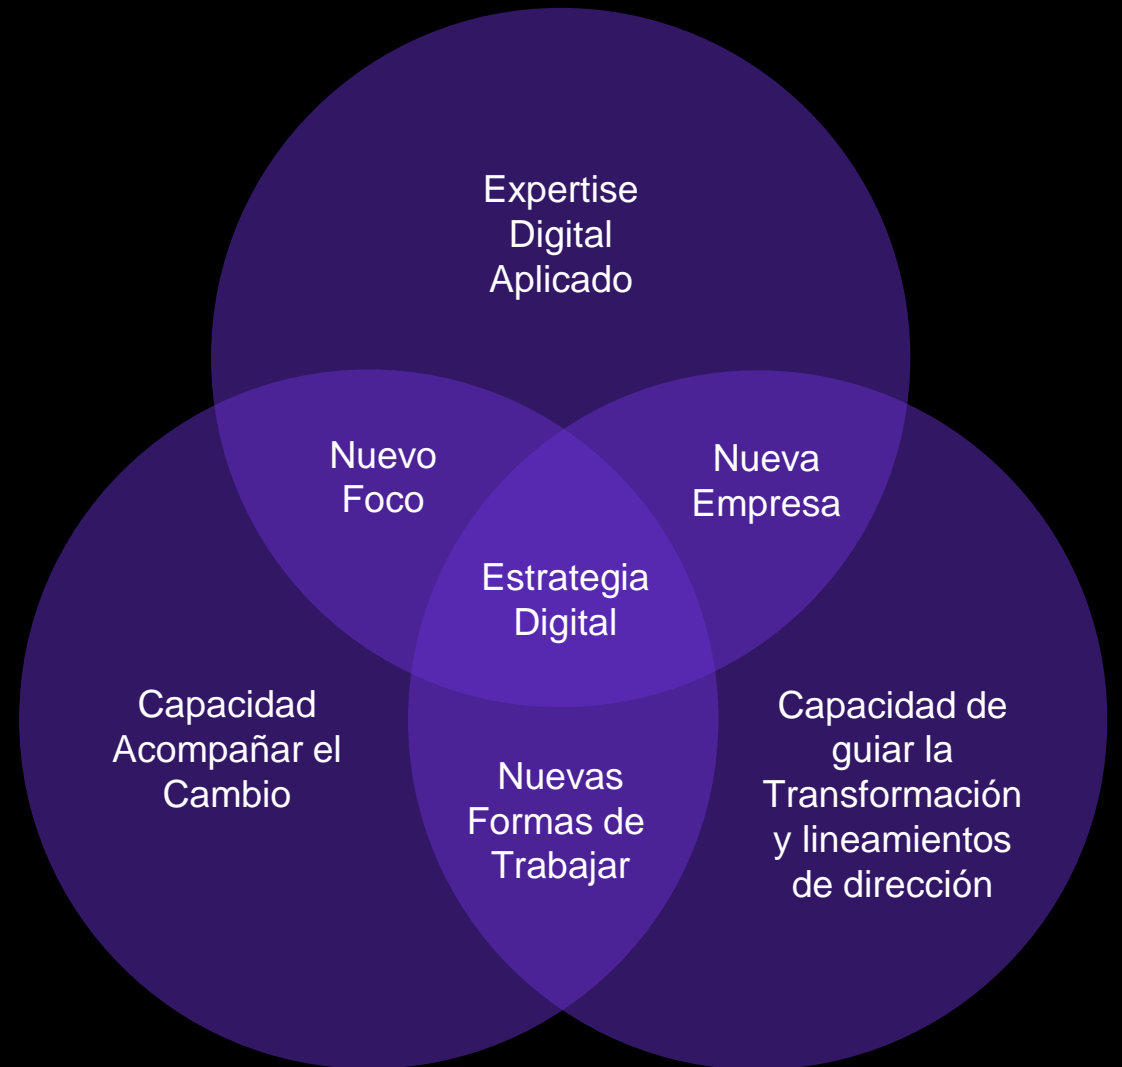 Expertise
Digital
Aplicado
Nuevo
Foco
Nueva
Empresa
Estrategia
Digital
Capacidad
Acompañar el
Cambio
Nuevas
Formas de
Trabajar
Capacidad de
guiar la
Transformación
y lineamientos
de dirección